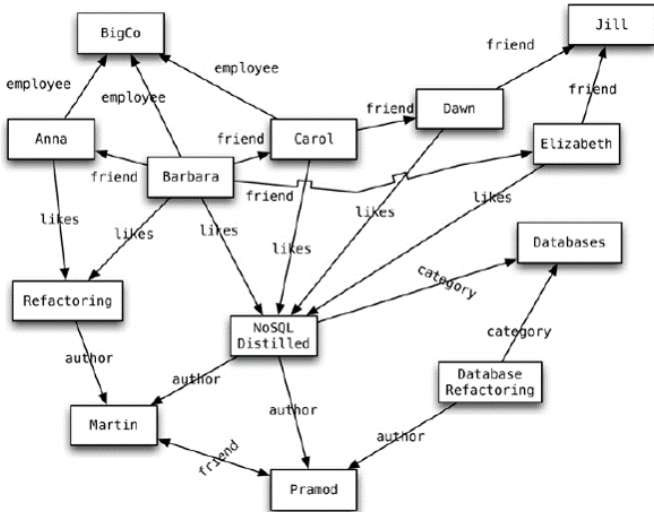 BigCo
Jill
friend
employee
employee
employee
Dawn
friend
friend
Anna
friend
Carol
Elizabeth
friend
Barbara
friend
likes
likes
likes
likes
likes
likes
Databases
category
Refactoring
NoSQL
Distilled
category
author
author
Database
Refactoring
Martin
author
author
friend
Pramod